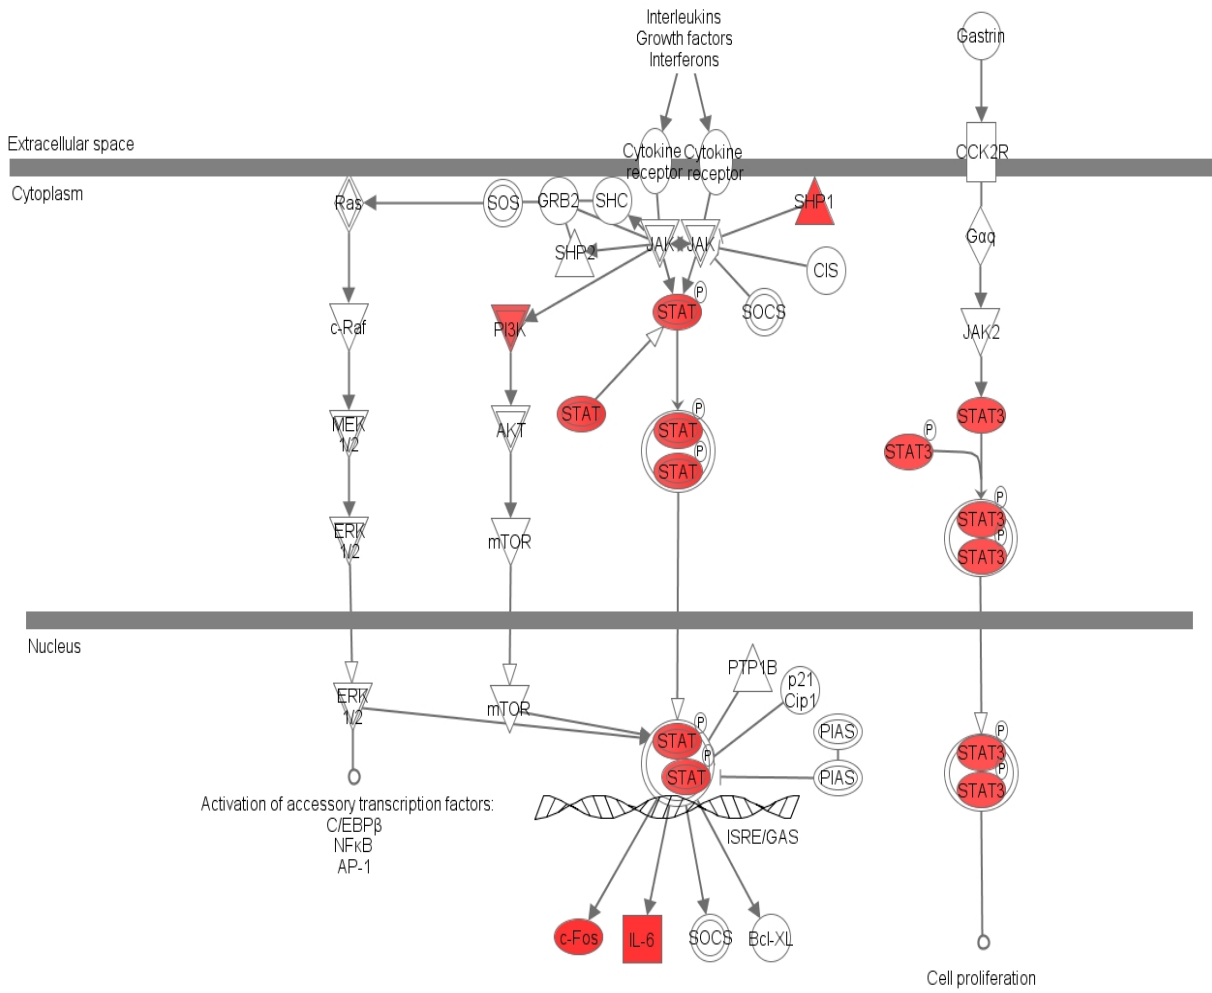 Interleukins
Growth factors
Interferons
Gastrin
Extracellular space
Cytokine
receptor
Cytokine
receptor
CCK2R
Cytoplasm
Ras
SOS
GRB2
SHC
SHP1
SHP2
JAK
JAK
Gαq
CIS
P
STAT
SOCS
c-Raf
PI3K
JAK2
STAT
STAT3
MEK
1/2
AKT
P
STAT
P
STAT
P
STAT3
ERK
1/2
mTOR
P
STAT3
P
STAT3
Nucleus
PTP1B
p21
Cip1
ERK
1/2
mTOR
P
STAT
P
STAT
PIAS
PIAS
P
STAT3
P
STAT3
Activation of accessory transcription factors:
C/EBPβ
NFκB
AP-1
ISRE/GAS
c-Fos
IL-6
SOCS
Bcl-XL
Cell proliferation